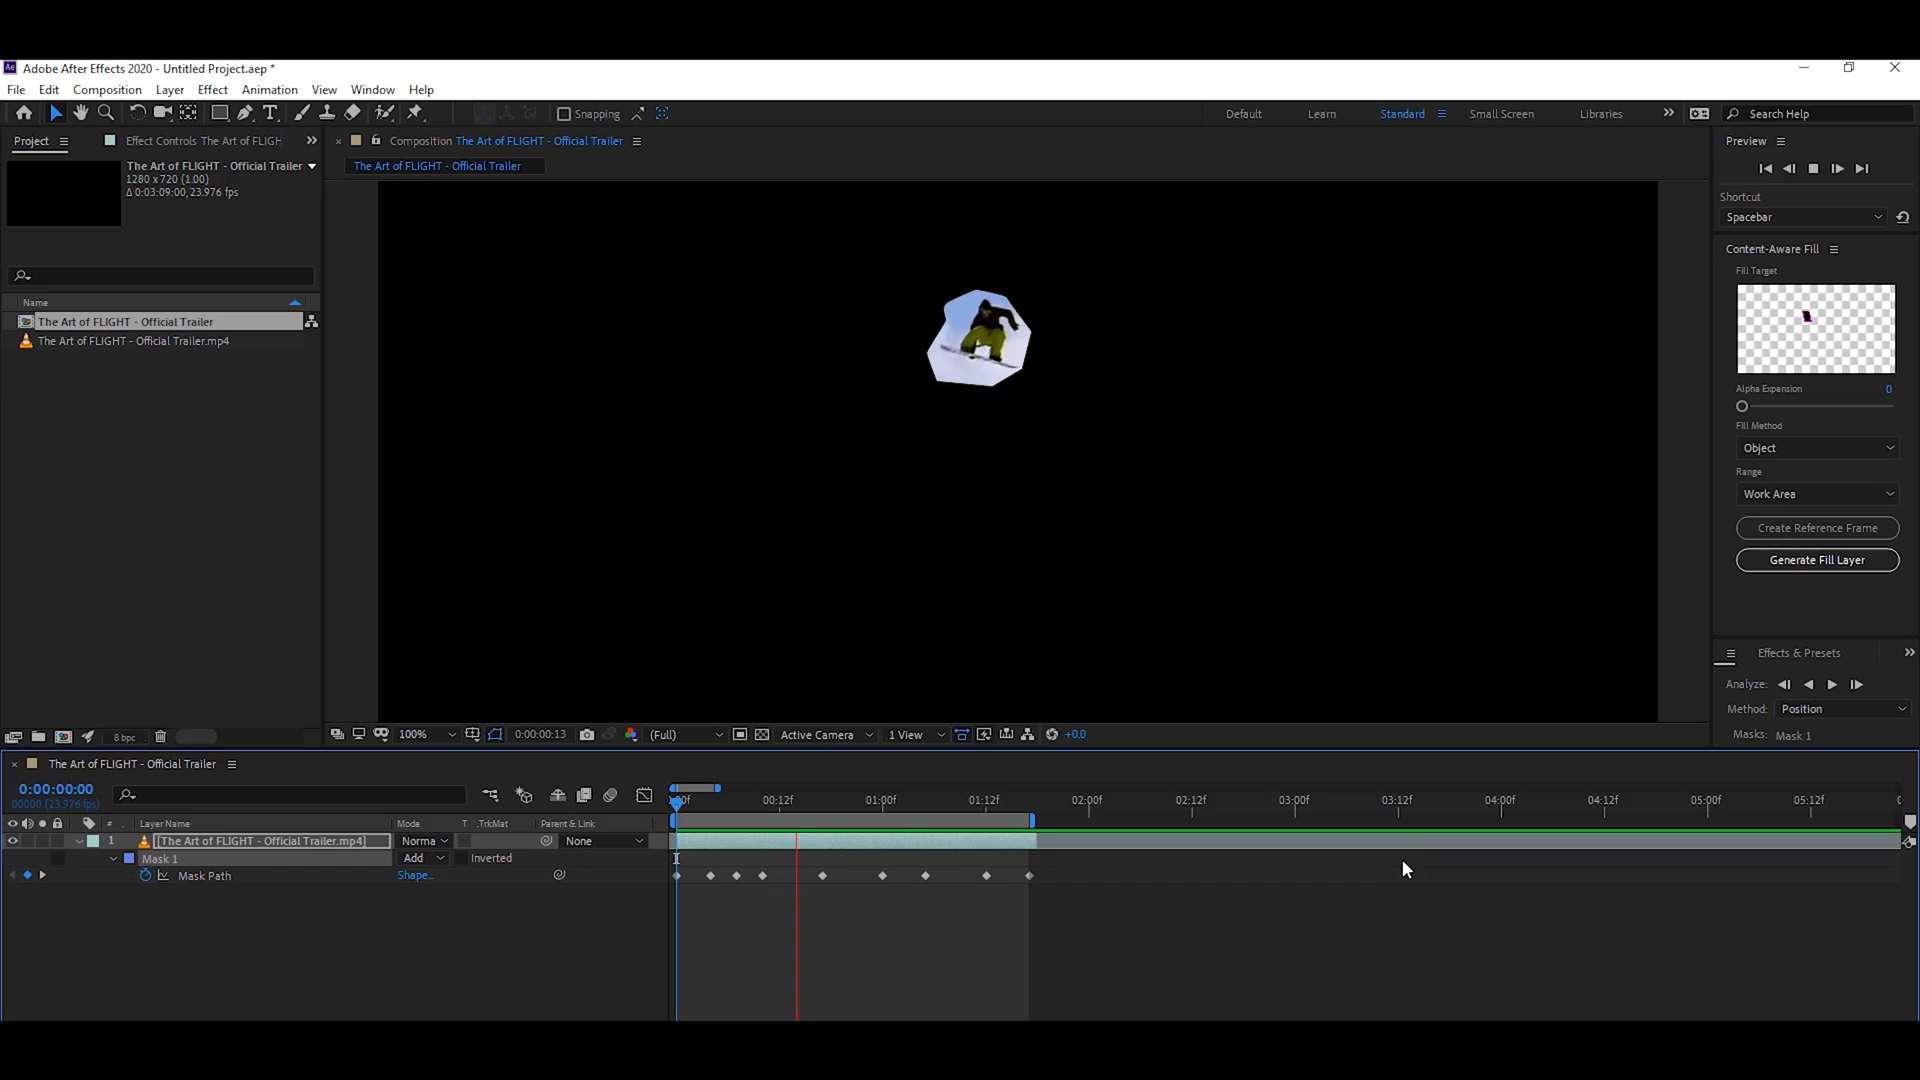 Adobe After Effects 2020 - Untitled Project.aep *
File Edit Composition Layer Effect Animation View Window Help
Snapping
Default Learn Standard Small Screen Libraries
Search Help
Project
Effect Controls The Art of FLIGH
The Art of FLIGHT - Official Trailer
1280 x 720 (1.00)
Δ 0:03:09:00, 23.976 fps
Name
The Art of FLIGHT - Official Trailer
The Art of FLIGHT - Official Trailer.mp4
8 bpc
Composition The Art of FLIGHT - Official Trailer
The Art of FLIGHT - Official Trailer
100% 0:00:00:13 (Full) Active Camera 1 View +0.0
Preview
Shortcut
Spacebar
Content-Aware Fill
Fill Target
Alpha Expansion 0
Fill Method
Object
Range
Work Area
Create Reference Frame
Generate Fill Layer
Effects & Presets
Analyze:
Method: Position
Masks: Mask 1
The Art of FLIGHT - Official Trailer
0:00:00:00
00000 (23.976 fps)
# Layer Name Mode T .TrkMat Parent & Link
1 [The Art of FLIGHT - Official Trailer.mp4] Norma None
Mask 1 Add Inverted
Mask Path Shape...
00f 00:12f 01:00f 01:12f 02:00f 02:12f 03:00f 03:12f 04:00f 04:12f 05:00f 05:12f